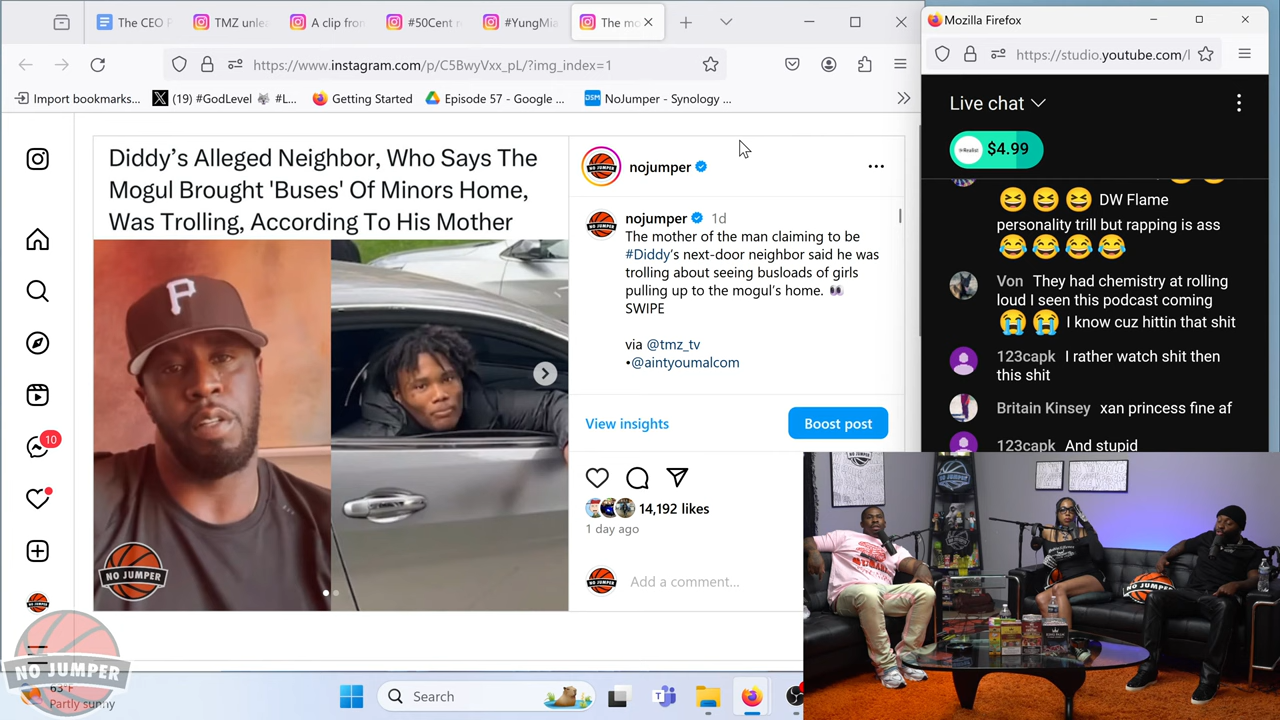 The CEO
TMZ unle
A clip fron
#50Cent r
#YungMia
The mo
Mozilla Firefox
https://www.instagram.com/p/C5BwyVxx_pL/?img_index=1
https://studio.youtube.com/l
Import bookmarks...
(19) #GodLevel 🐺 #L...
Getting Started
Episode 57 - Google ...
DSM
NoJumper - Synology ...
Live chat
$4.99
Diddy's Alleged Neighbor, Who Says The
Mogul Brought 'Buses' Of Minors Home,
Was Trolling, According To His Mother
P
NO JUMPER
nojumper
nojumper 1d
The mother of the man claiming to be
#Diddy's next-door neighbor said he was
trolling about seeing busloads of girls
pulling up to the mogul's home. 👀
SWIPE
via @tmz_tv
•@aintyoumalcom
View insights
Boost post
14,192 likes
1 day ago
Add a comment...
😆 😆 😆 DW Flame
personality trill but rapping is ass
😂 😂 😂 😂
Von They had chemistry at rolling
loud I seen this podcast coming
😭 😭 I know cuz hittin that shit
123capk I rather watch shit then
this shit
Britain Kinsey xan princess fine af
123capk And stupid
10
NO JUMPER
63°F
Partly sunny
Search
NO JUMPER